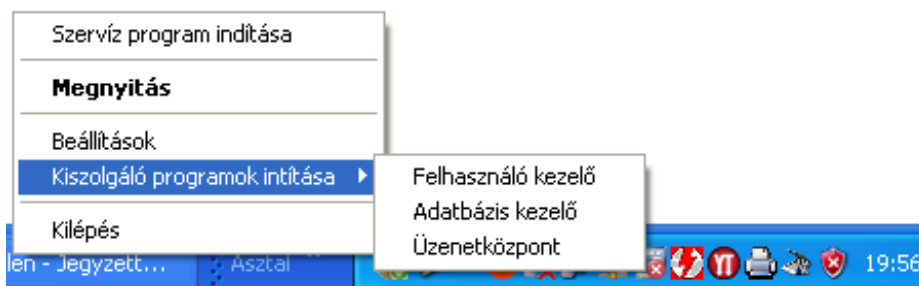 Szervíz program indítása
Megnyitás
Beállítások
Kiszolgáló programok intítása
Felhasználó kezelő
Adatbázis kezelő
Üzenetközpont
Kilépés
len - Jegyzett...
Asztal
19:56